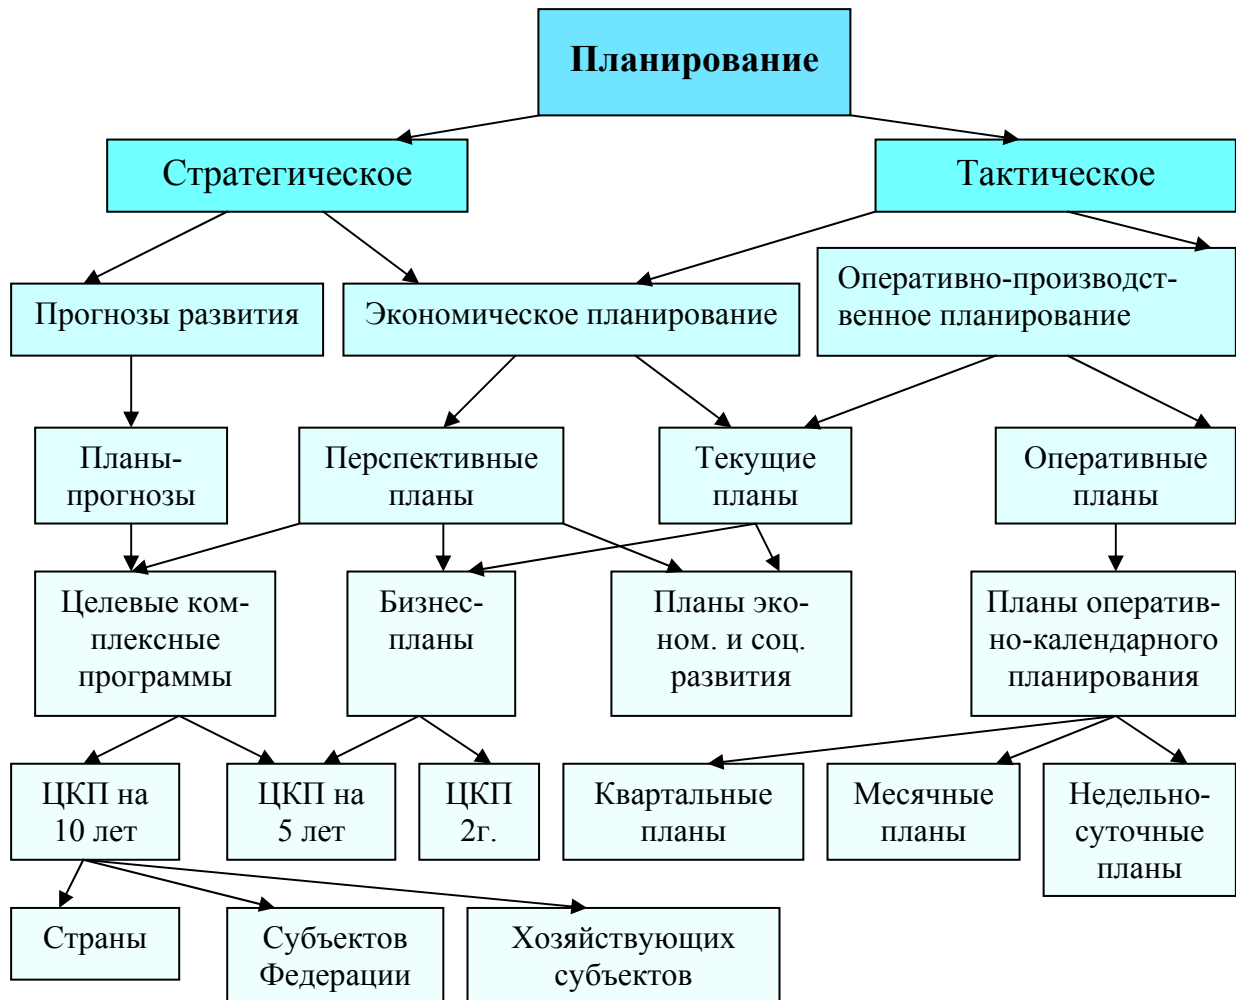 Планирование
Стратегическое
Тактическое
Прогнозы развития
Экономическое планирование
Оперативно-производст-
венное планирование
Планы-
прогнозы
Перспективные
планы
Текущие
планы
Оперативные
планы
Целевые ком-
плексные
программы
Бизнес-
планы
Планы эко-
ном. и соц.
развития
Планы оператив-
но-календарного
планирования
ЦКП на
10 лет
ЦКП на
5 лет
ЦКП
2г.
Квартальные
планы
Месячные
планы
Недельно-
суточные
планы
Страны
Субъектов
Федерации
Хозяйствующих
субъектов